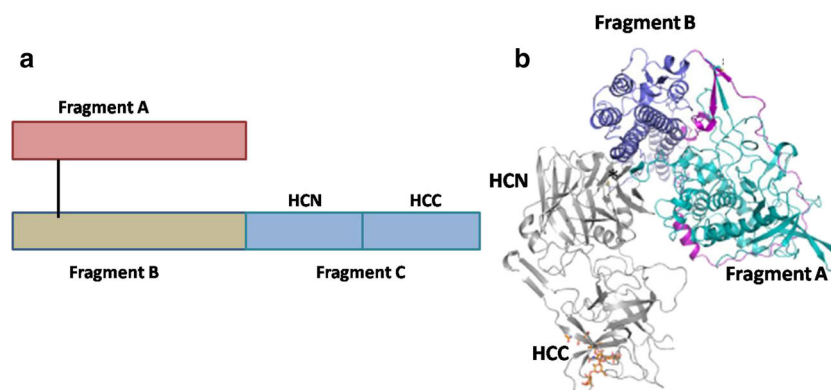 a
Fragment A
HCN
HCC
Fragment B
Fragment C
b
Fragment B
HCN
Fragment A
HCC